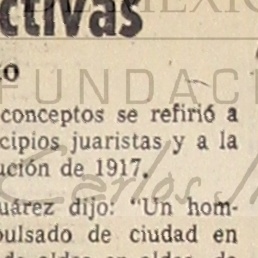 ctivas
o
conceptos se refirió a
cipios juaristas y a la
ución de 1917.
uárez dijo: "Un hom-
pulsado de ciudad en